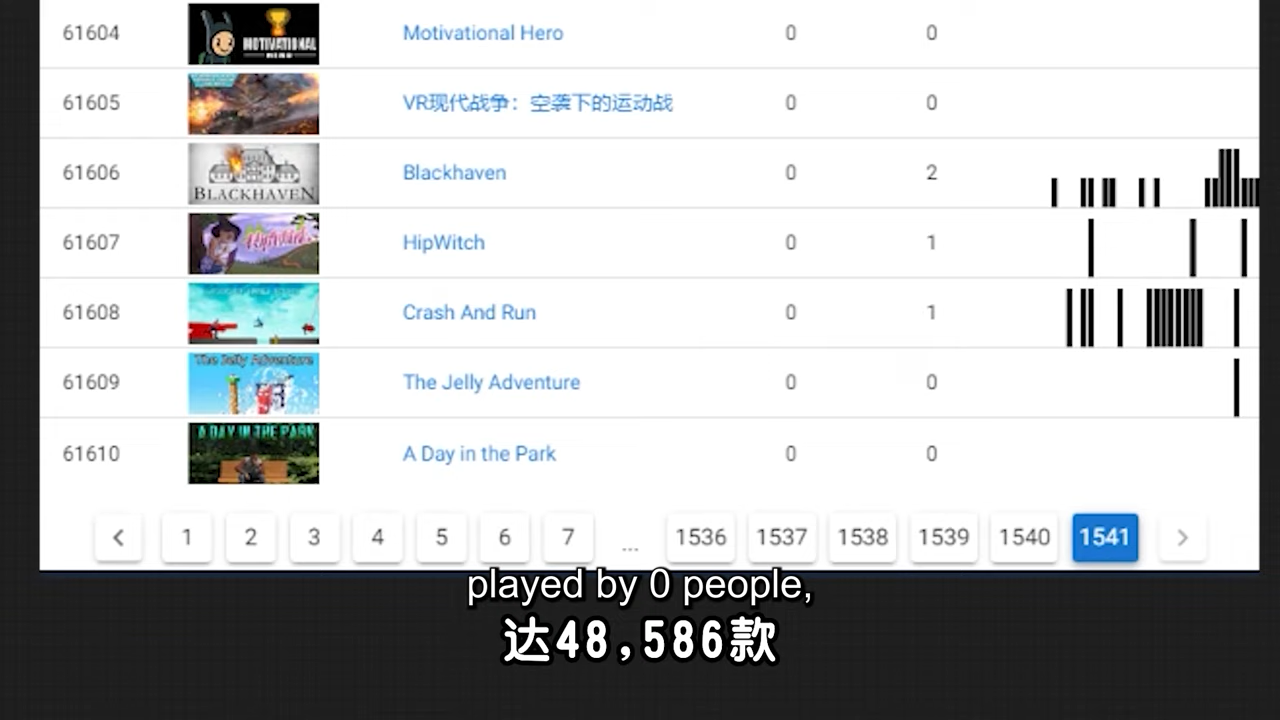 61604 MOTIVATIONAL Motivational Hero 0 0
61605 VR现代战争：空袭下的运动战 0 0
61606 BLACKHAVEN Blackhaven 0 2
61607 HipWitch HipWitch 0 1
61608 Crash And Run 0 1
61609 The Jelly Adventure The Jelly Adventure 0 0
61610 A DAY IN THE PARK A Day in the Park 0 0
< 1 2 3 4 5 6 7 ... 1536 1537 1538 1539 1540 1541 >
played by 0 people,
达48,586款